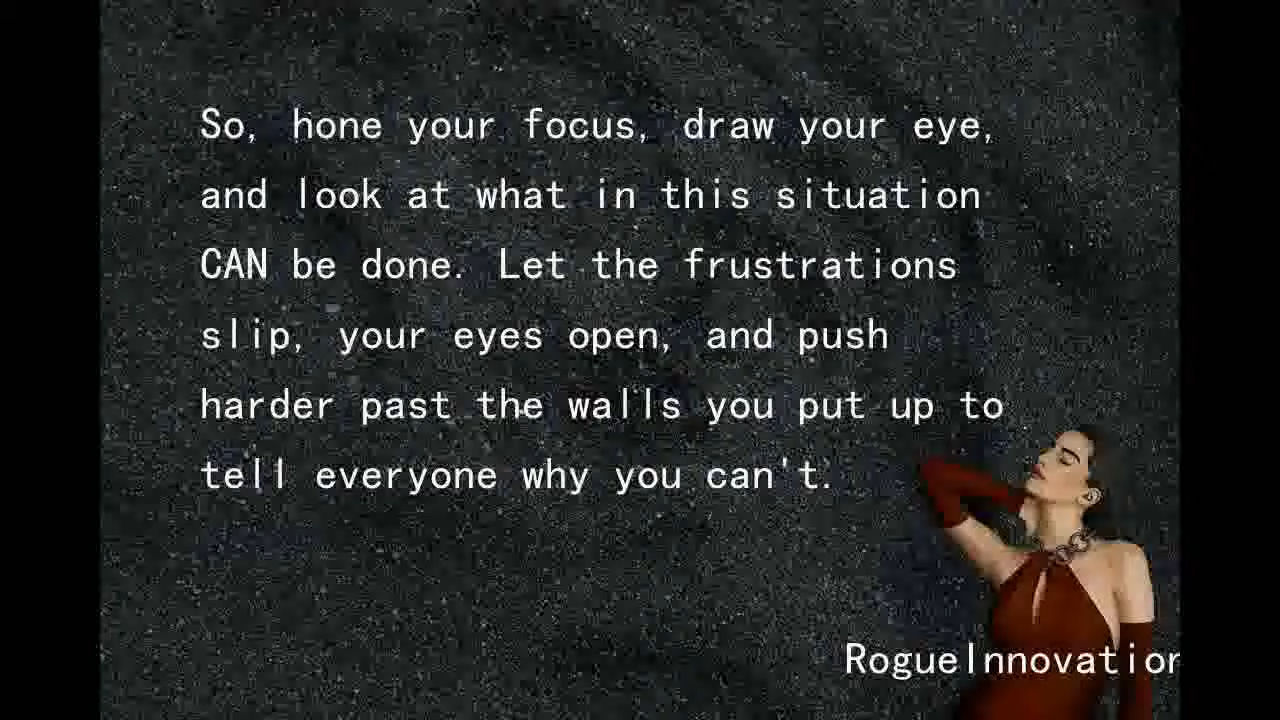 So, hone your focus, draw your eye,
and look at what in this situation
CAN be done. Let the frustrations
slip, your eyes open, and push
harder past the walls you put up to
tell everyone why you can't.
RogueInnovation